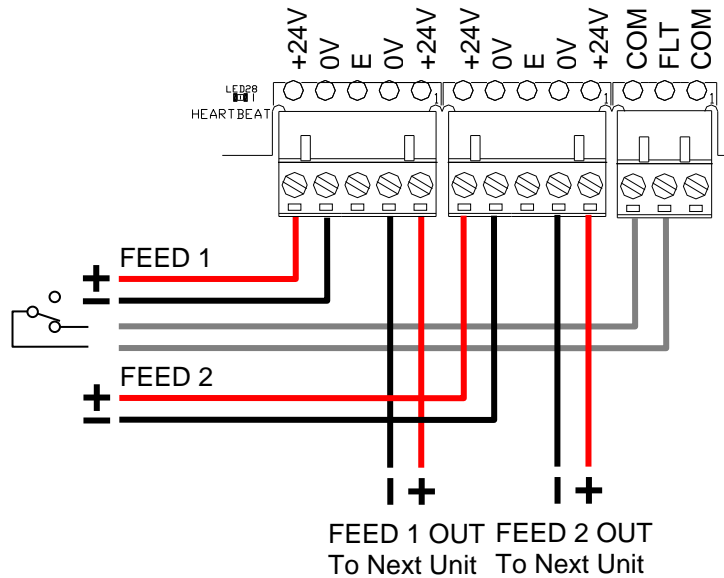 +24V 0V E 0V +24V +24V 0V E 0V +24V COM FLT COM
LED28
1 1 1
HEARTBEAT
FEED 1
+
−
FEED 2
+
−
− + − +
FEED 1 OUT FEED 2 OUT
To Next Unit To Next Unit